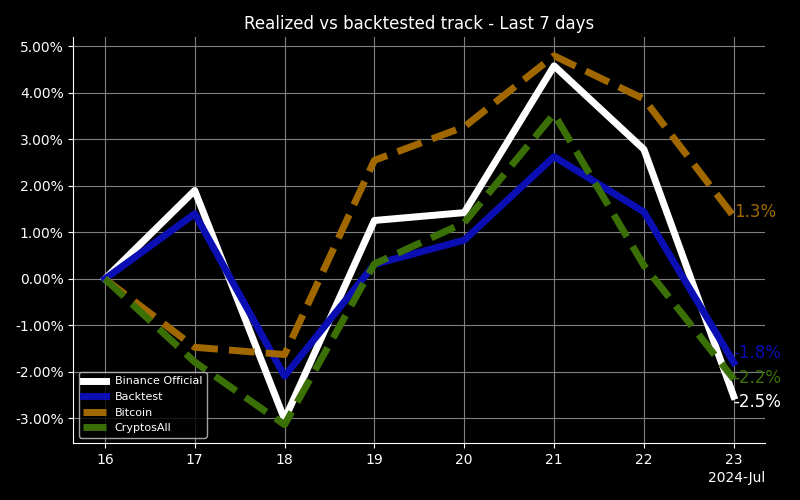 Realized vs backtested track - Last 7 days
5.00%
4.00%
3.00%
2.00%
1.00%
0.00%
-1.00%
-2.00%
-3.00%
1.3%
-1.8%
-2.2%
-2.5%
Binance Official
Backtest
Bitcoin
CryptosAll
16 17 18 19 20 21 22 23
2024-Jul